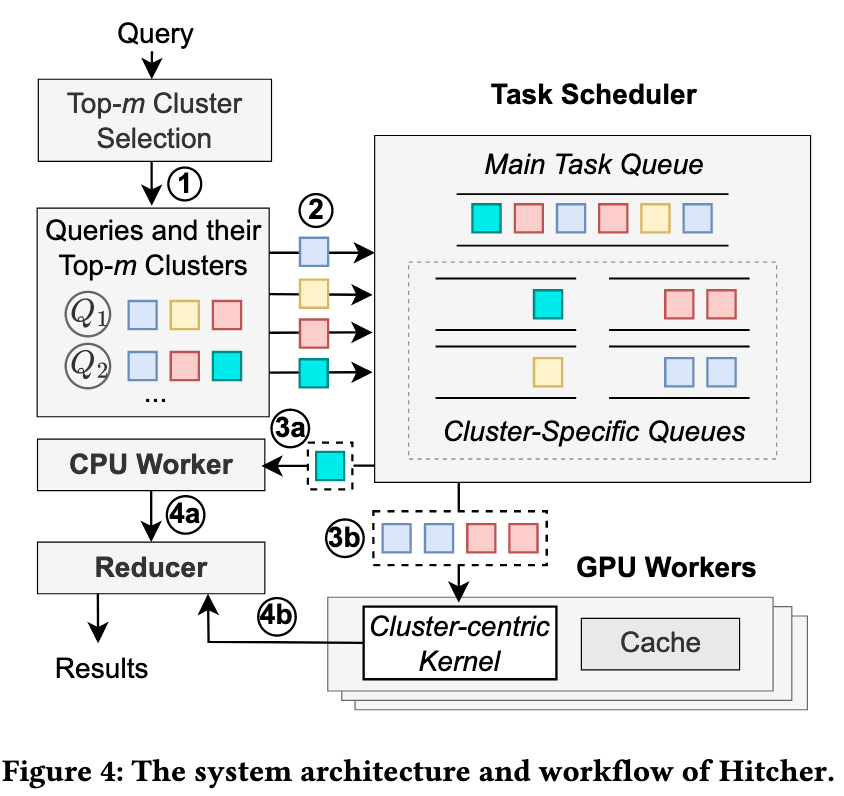 Query
Top-m Cluster
Selection
1
Queries and their
Top-m Clusters
Q1
Q2
...
2
Task Scheduler
Main Task Queue
Cluster-Specific Queues
3a
CPU Worker
4a
3b
Reducer
GPU Workers
4b
Cluster-centric
Kernel
Cache
Results
Figure 4: The system architecture and workflow of Hitcher.